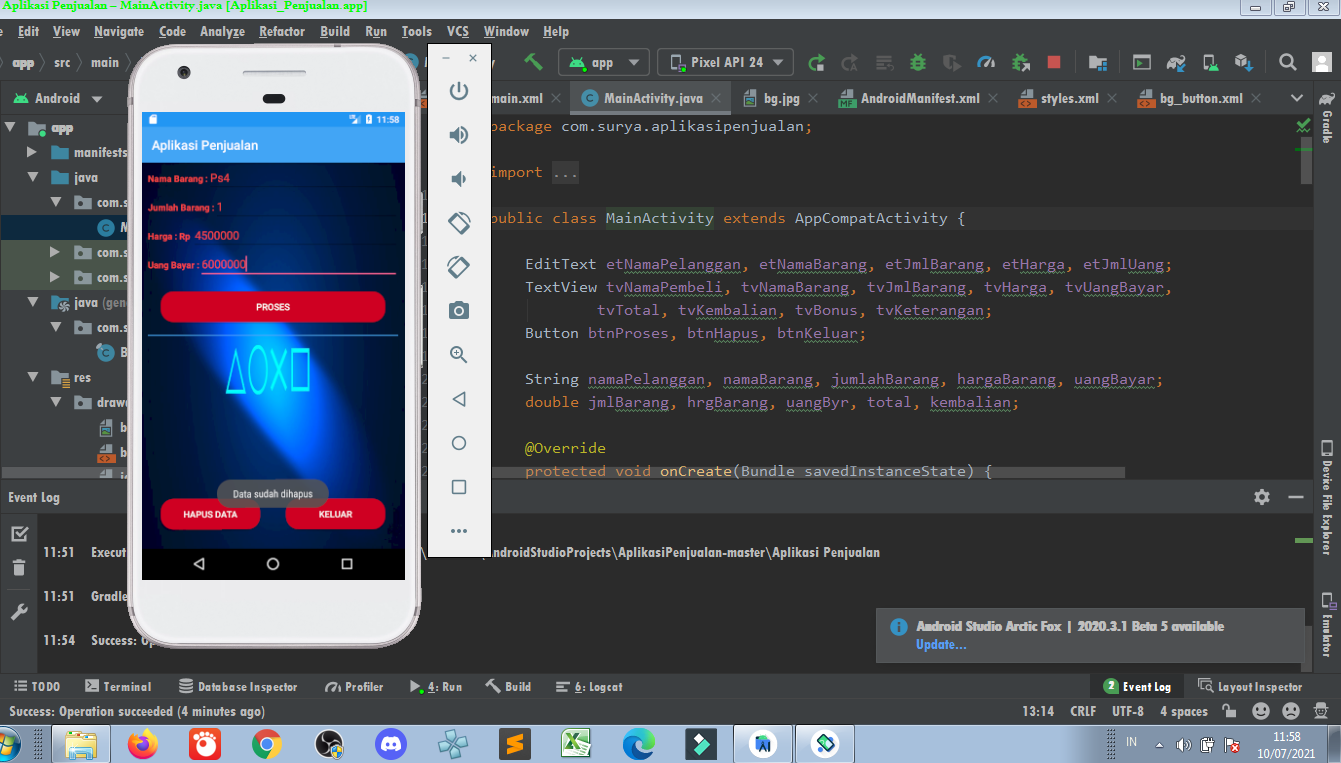 Aplikasi Penjualan – MainActivity.java [Aplikasi_Penjualan.app]
Edit View Navigate Code Analyze Refactor Build Run Tools VCS Window Help
app src main
app
Pixel API 24
Android
main.xml
MainActivity.java
bg.jpg
AndroidManifest.xml
styles.xml
bg_button.xml
app
manifests
java
com.s
M
com.s
com.s
java (gene
com.s
B
res
drawa
b
b
ic
11:58
Aplikasi Penjualan
Nama Barang : Ps4
Jumlah Barang : 1
Harga : Rp 4500000
Uang Bayar : 6000000
PROSES
△OX□
Data sudah dihapus
HAPUS DATA
KELUAR
package com.surya.aplikasipenjualan;
import ...
public class MainActivity extends AppCompatActivity {
EditText etNamaPelanggan, etNamaBarang, etJmlBarang, etHarga, etJmlUang;
TextView tvNamaPembeli, tvNamaBarang, tvJmlBarang, tvHarga, tvUangBayar,
tvTotal, tvKembalian, tvBonus, tvKeterangan;
Button btnProses, btnHapus, btnKeluar;
String namaPelanggan, namaBarang, jumlahBarang, hargaBarang, uangBayar;
double jmlBarang, hrgBarang, uangByr, total, kembalian;
@Override
protected void onCreate(Bundle savedInstanceState) {
Gradle
Device File Explorer
Emulator
Event Log
11:51 Execut
ndroidStudioProjects\AplikasiPenjualan-master\Aplikasi Penjualan
11:51 Gradle
11:54 Success: Op
Android Studio Arctic Fox | 2020.3.1 Beta 5 available
Update...
TODO
Terminal
Database Inspector
Profiler
4: Run
Build
6: Logcat
2 Event Log
Layout Inspector
Success: Operation succeeded (4 minutes ago)
13:14 CRLF UTF-8 4 spaces
IN
11:58
10/07/2021